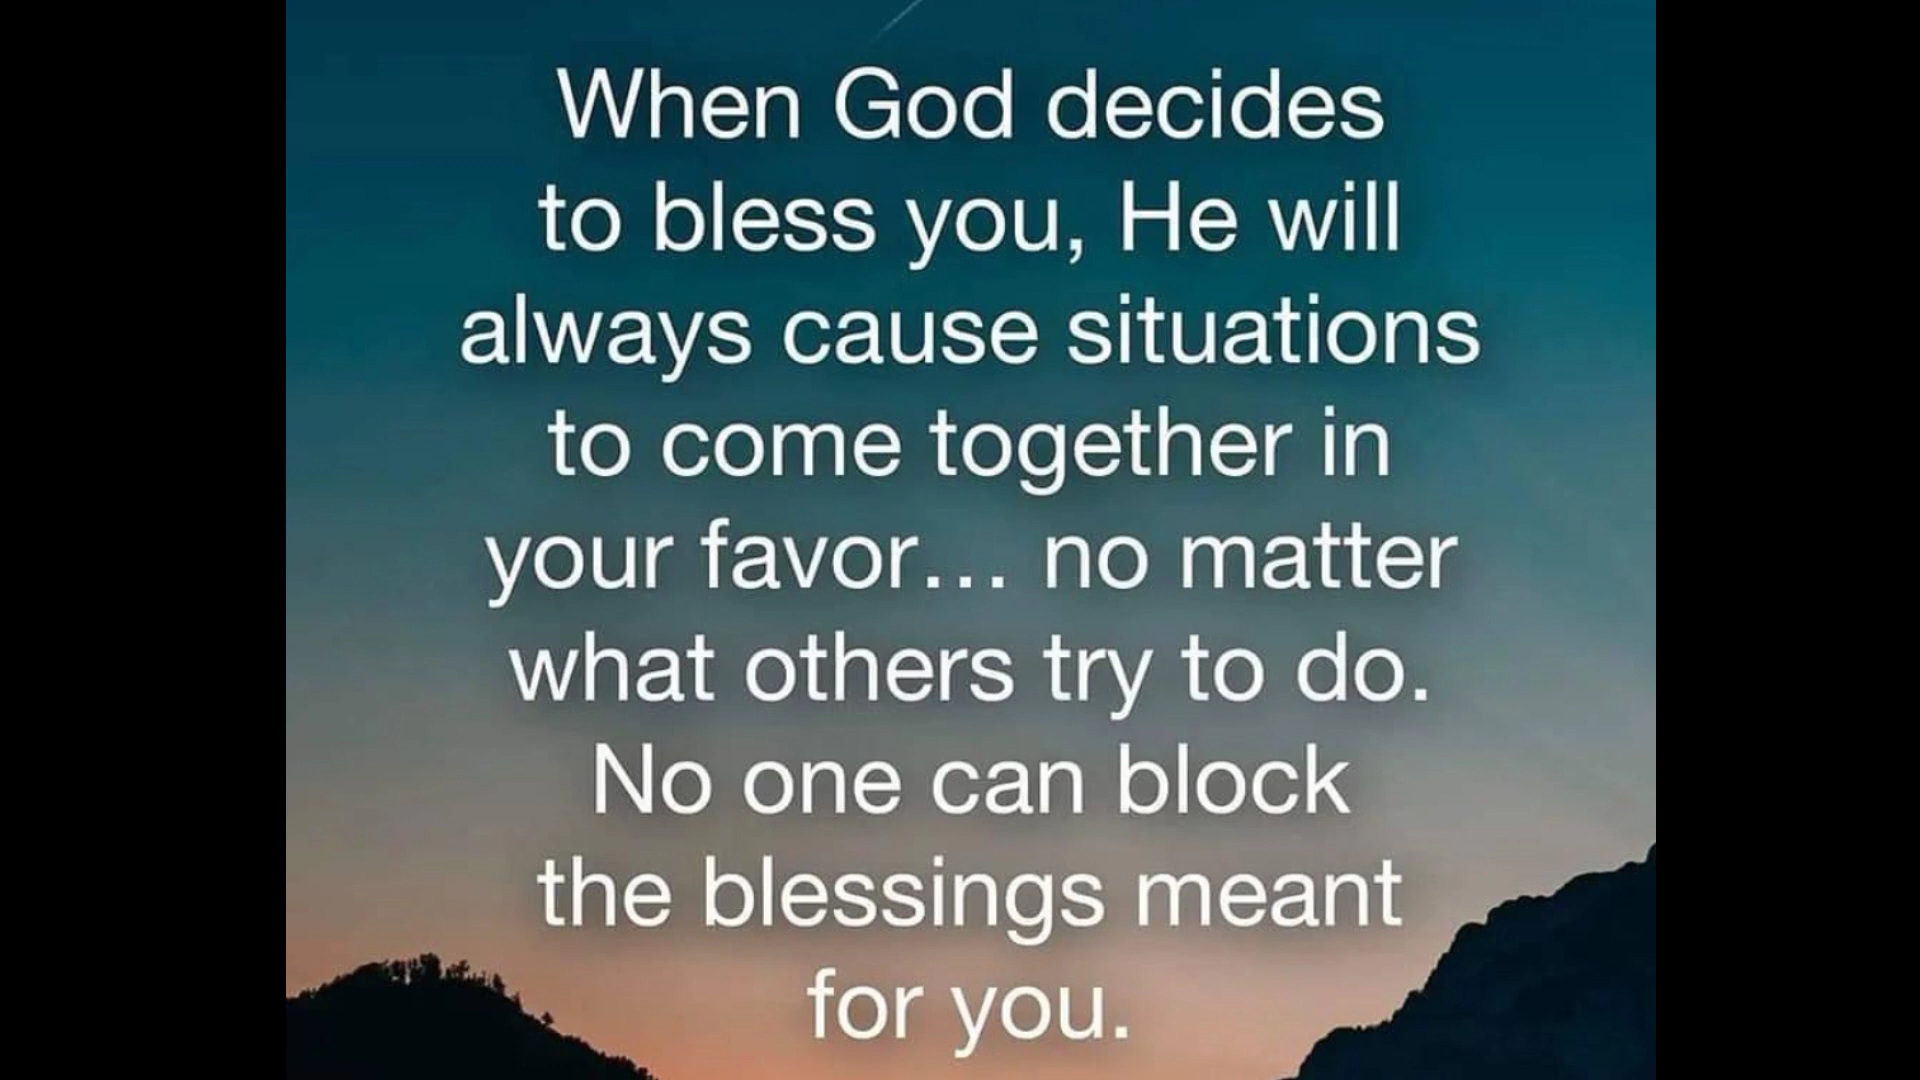 When God decides
to bless you, He will
always cause situations
to come together in
your favor... no matter
what others try to do.
No one can block
the blessings meant
for you.